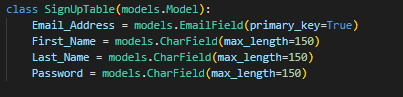 class SignUpTable(models.Model):
    Email_Address = models.EmailField(primary_key=True)
    First_Name = models.CharField(max_length=150)
    Last_Name = models.CharField(max_length=150)
    Password = models.CharField(max_length=150)